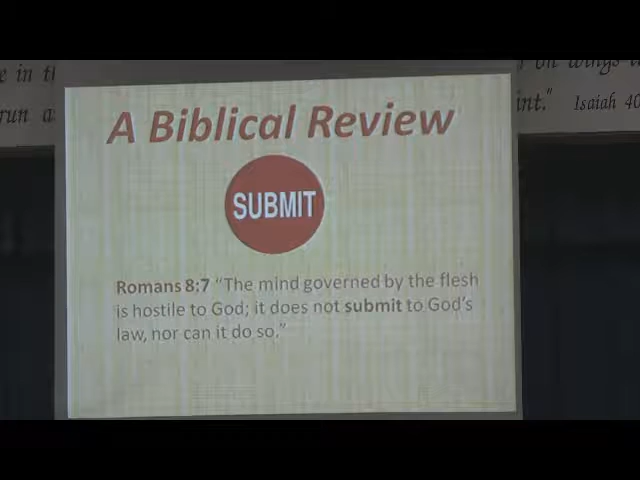 run
int."
Isaiah 40
A Biblical Review
SUBMIT
Romans 8:7 “The mind governed by the flesh
is hostile to God; it does not submit to God’s
law, nor can it do so.”